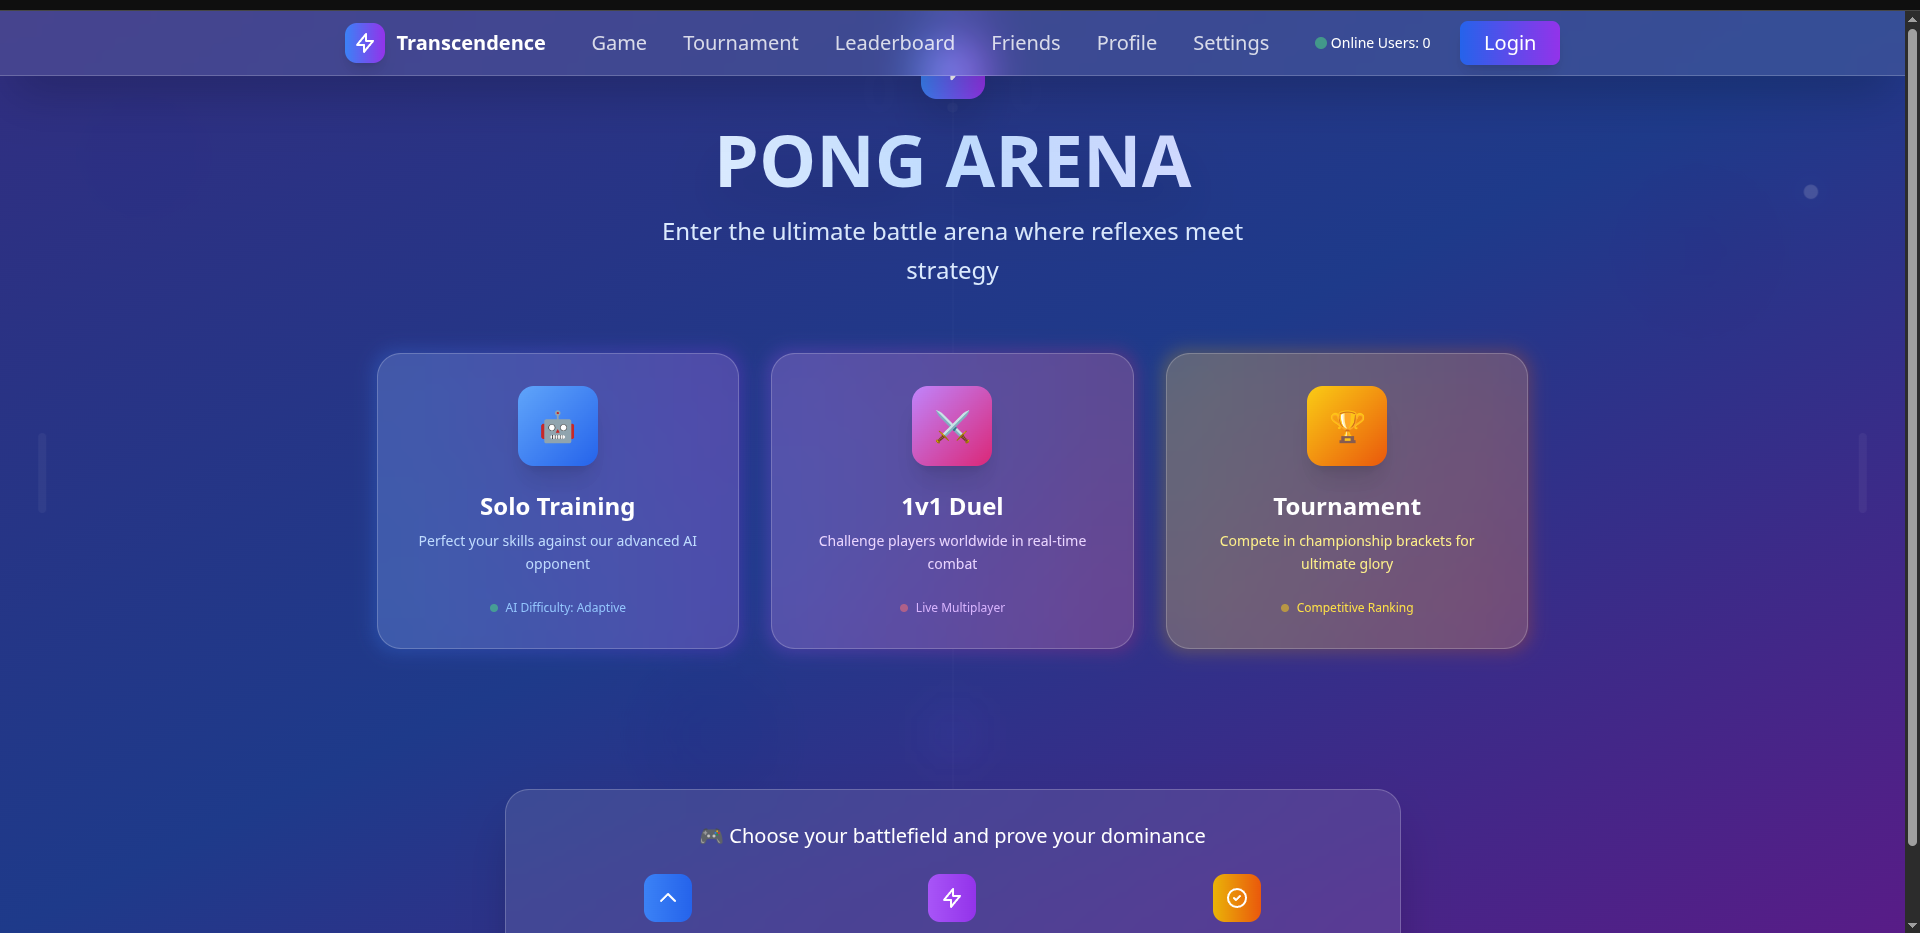 Transcendence
Game
Tournament
Leaderboard
Friends
Profile
Settings
Online Users: 0
Login
PONG ARENA
Enter the ultimate battle arena where reflexes meet
strategy
Solo Training
Perfect your skills against our advanced AI
opponent
AI Difficulty: Adaptive
1v1 Duel
Challenge players worldwide in real-time
combat
Live Multiplayer
Tournament
Compete in championship brackets for
ultimate glory
Competitive Ranking
🎮 Choose your battlefield and prove your dominance